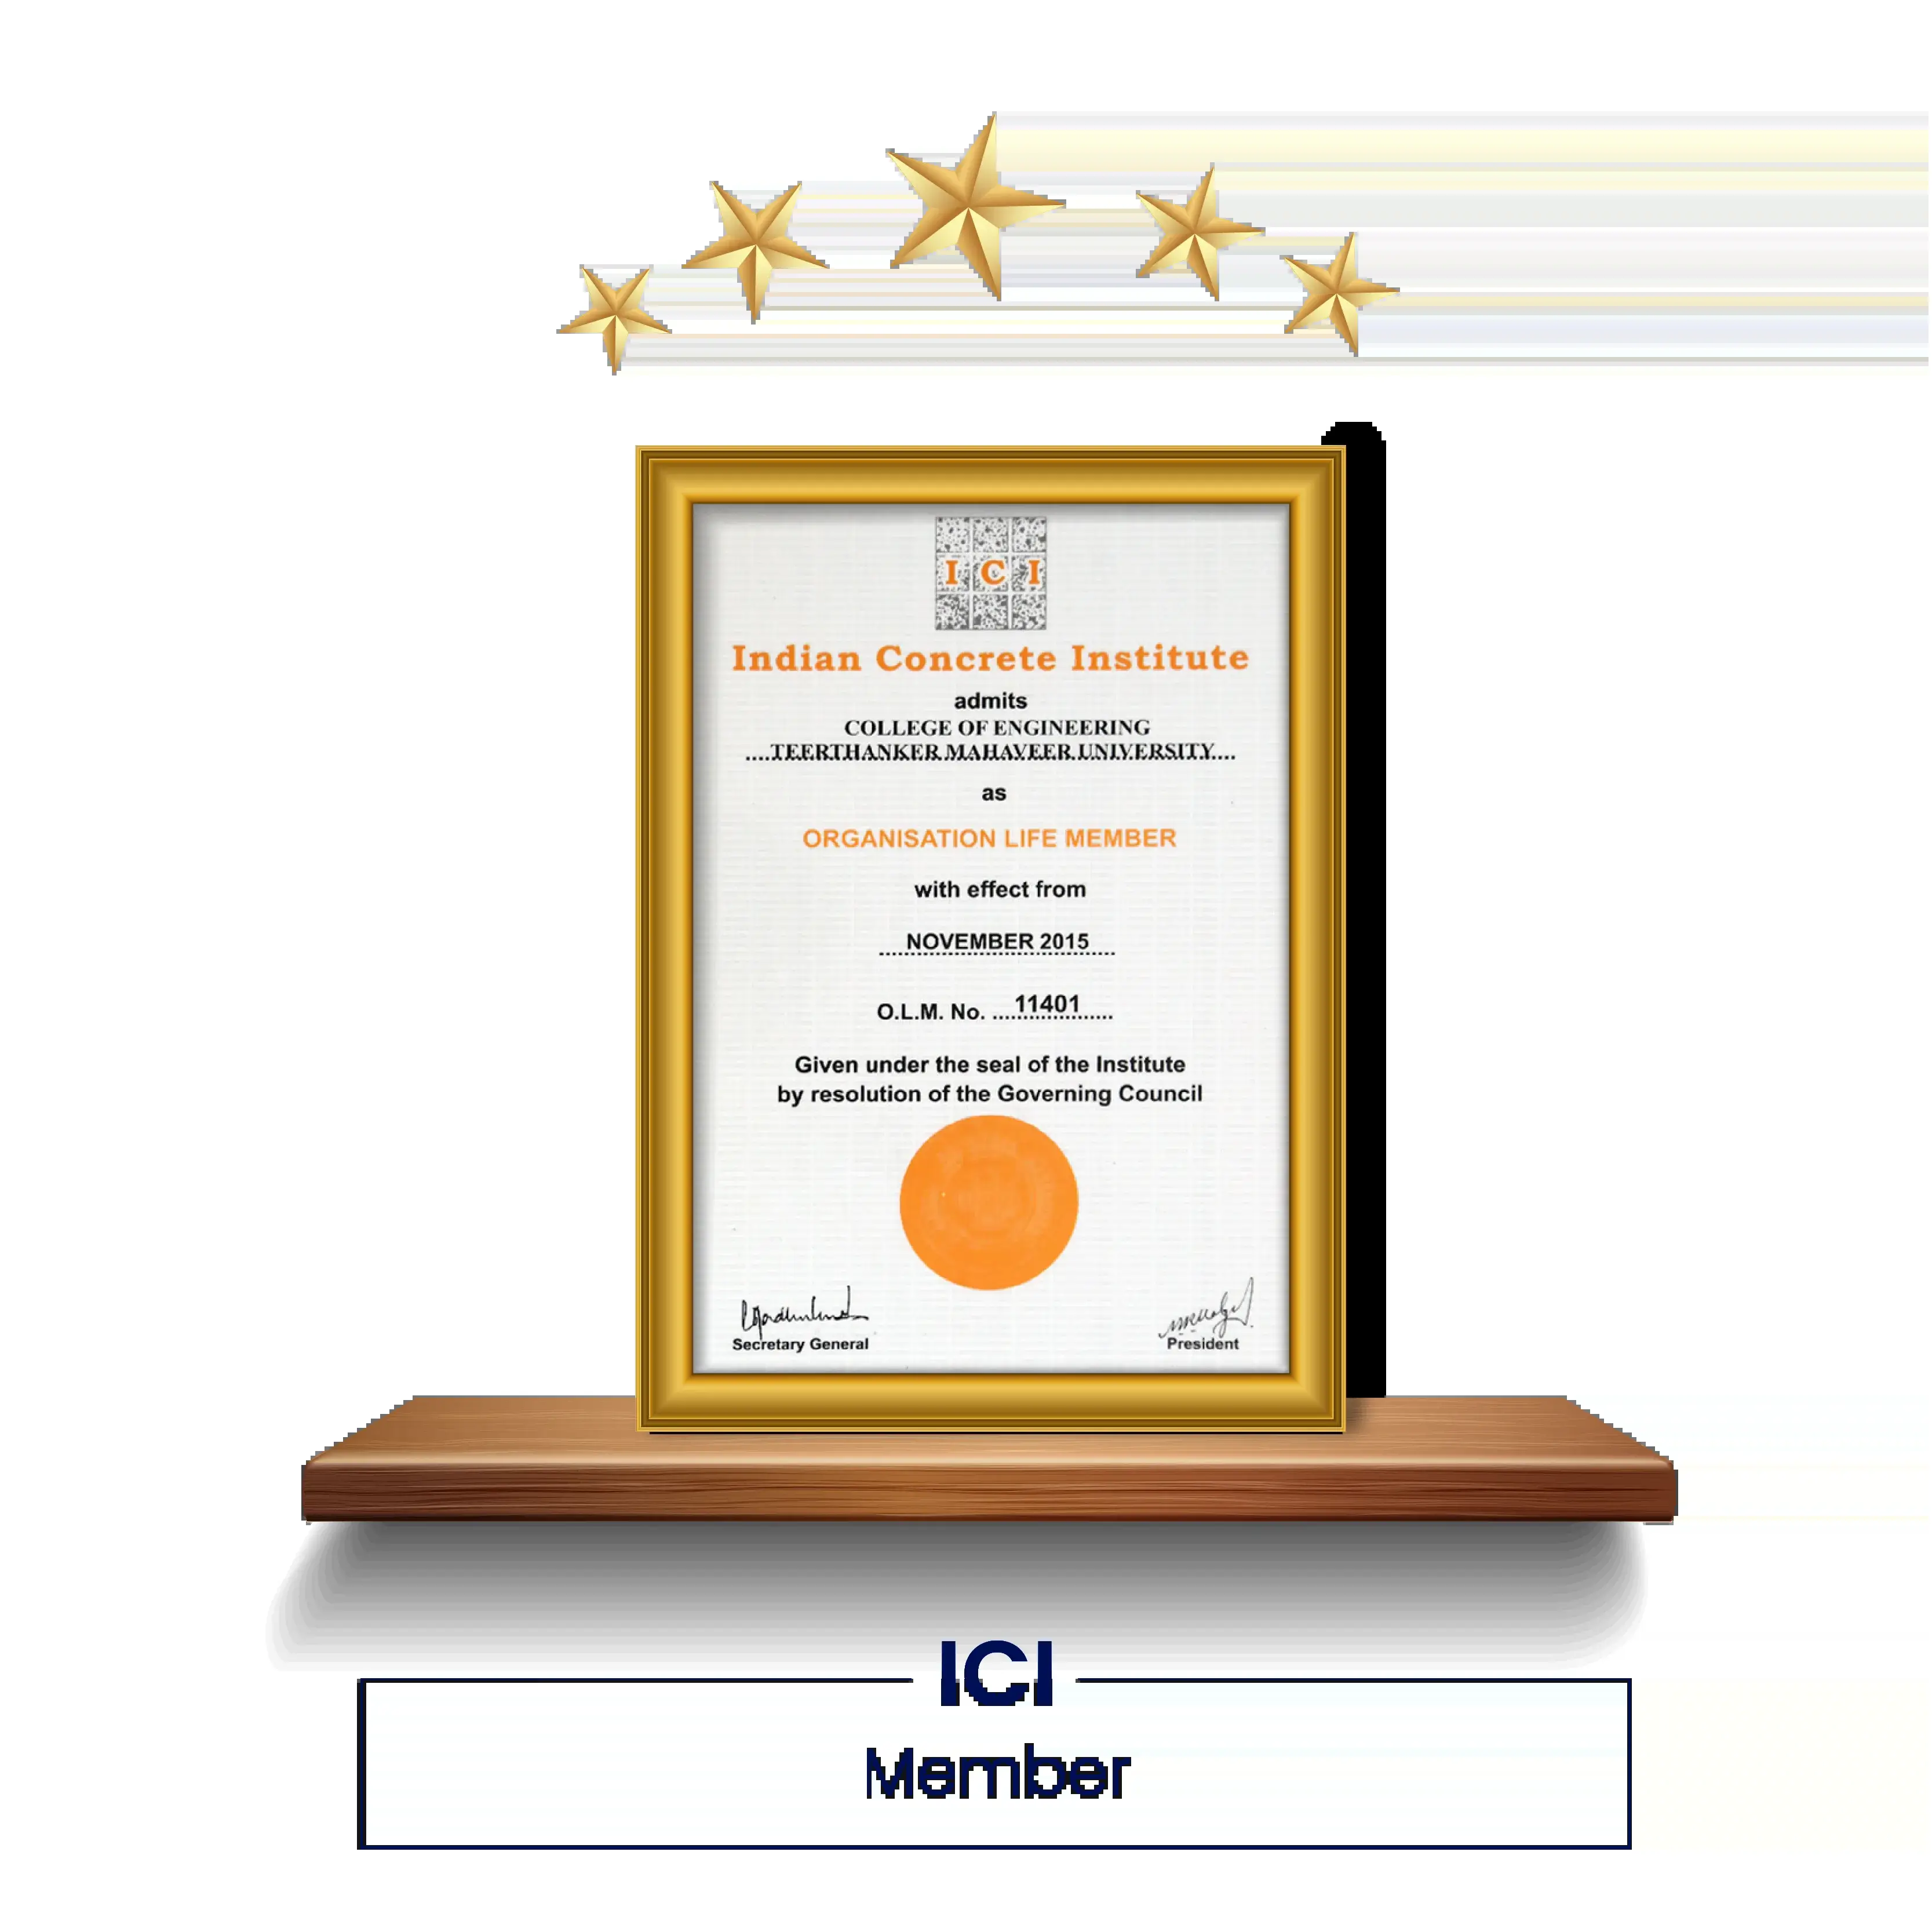 I C I
Indian Concrete Institute
admits
COLLEGE OF ENGINEERING
....TEERTHANKER MAHAVEER UNIVERSITY....
as
ORGANISATION LIFE MEMBER
with effect from
NOVEMBER 2015
O.L.M. No. ....11401.....
Given under the seal of the Institute
by resolution of the Governing Council
Secretary General
President
ICI
Member